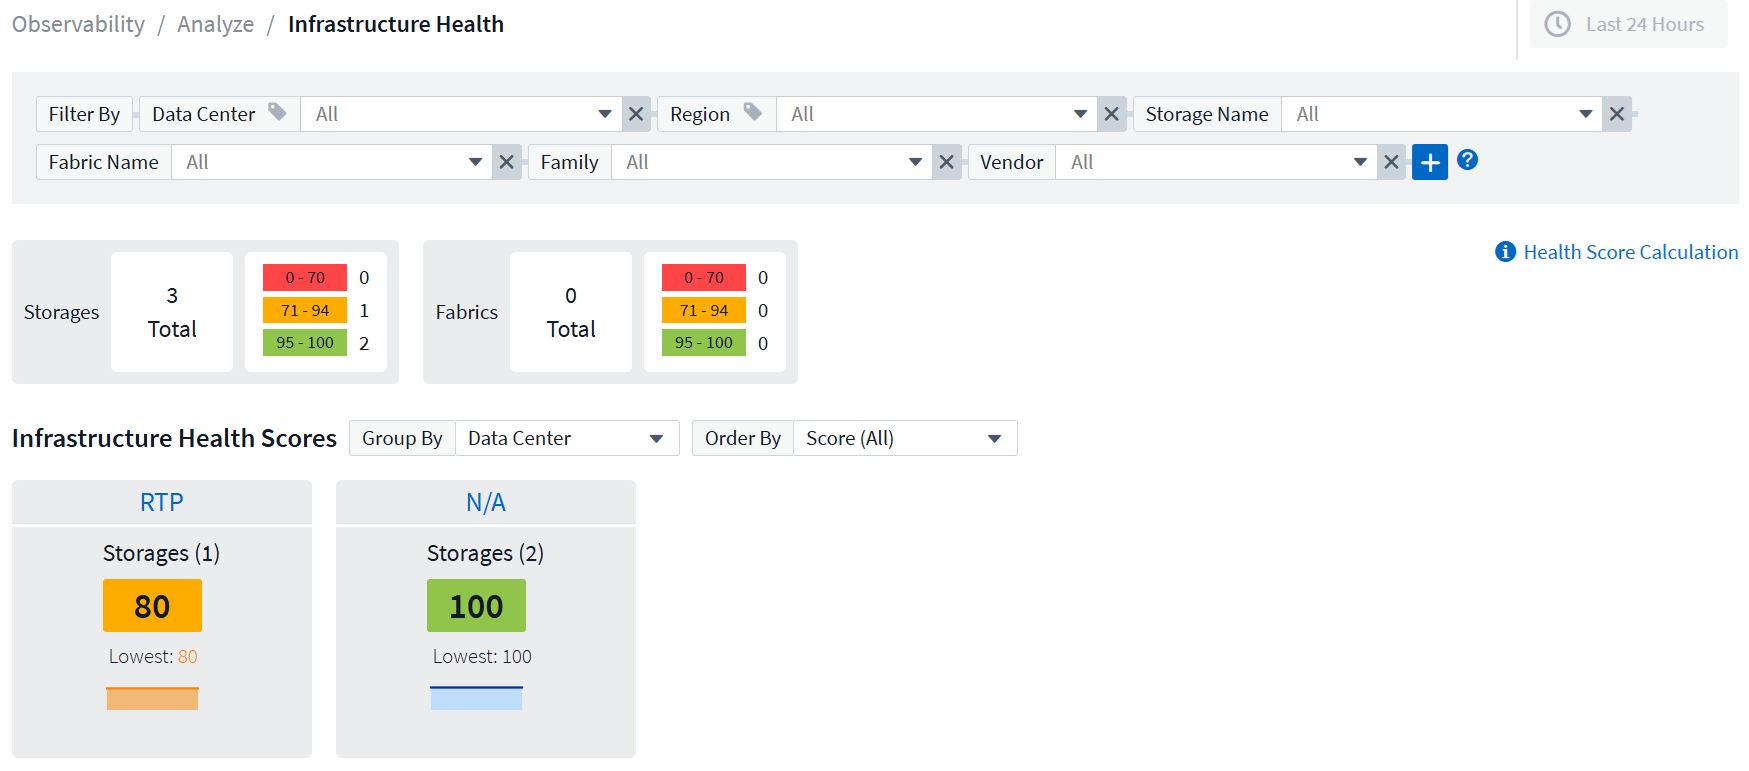 Observability / Analyze / Infrastructure Health
Last 24 Hours
Filter By Data Center All Region All Storage Name All
Fabric Name All Family All Vendor All
Health Score Calculation
Storages
3
Total
0 - 70 0
71 - 94 1
95 - 100 2
Fabrics
0
Total
0 - 70 0
71 - 94 0
95 - 100 0
Infrastructure Health Scores Group By Data Center Order By Score (All)
RTP
Storages (1)
80
Lowest: 80
N/A
Storages (2)
100
Lowest: 100